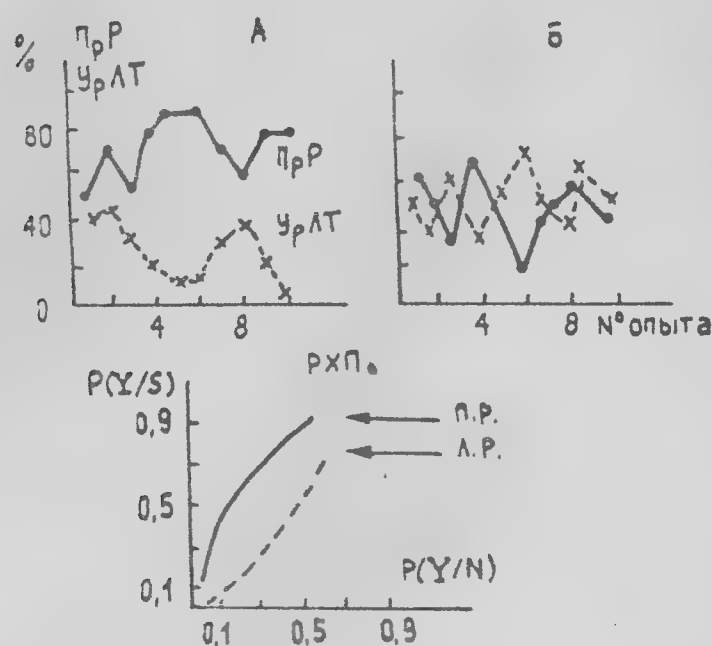 % ПрР А Б
УрЛТ
80
ПрР
40 УрЛТ
0
4 8 4 8 N° опыта
РХП.
P(Y/S)
0,9 П.Р.
Л.Р.
0,5
P(Y/N)
0,1
0,1 0,5 0,9